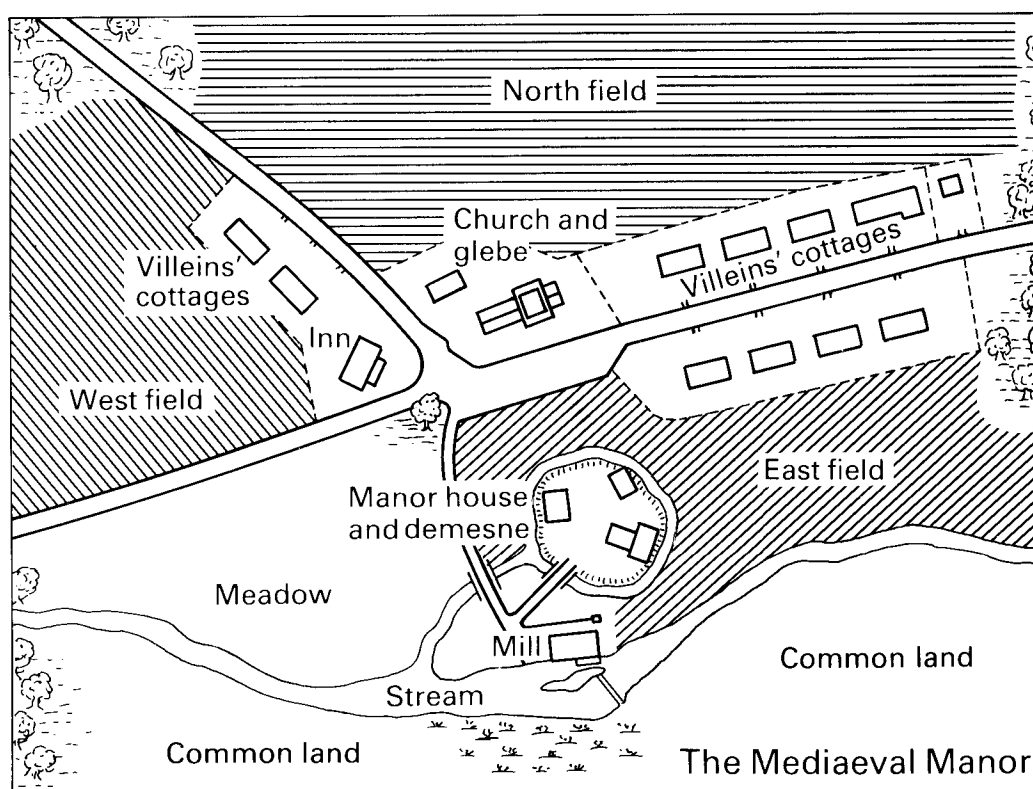 North field
Church and
glebe
Villeins' cottages
Villeins'
cottages
Inn
West field
East field
Manor house
and demesne
Meadow
Mill
Common land
Stream
Common land
The Mediaeval Manor